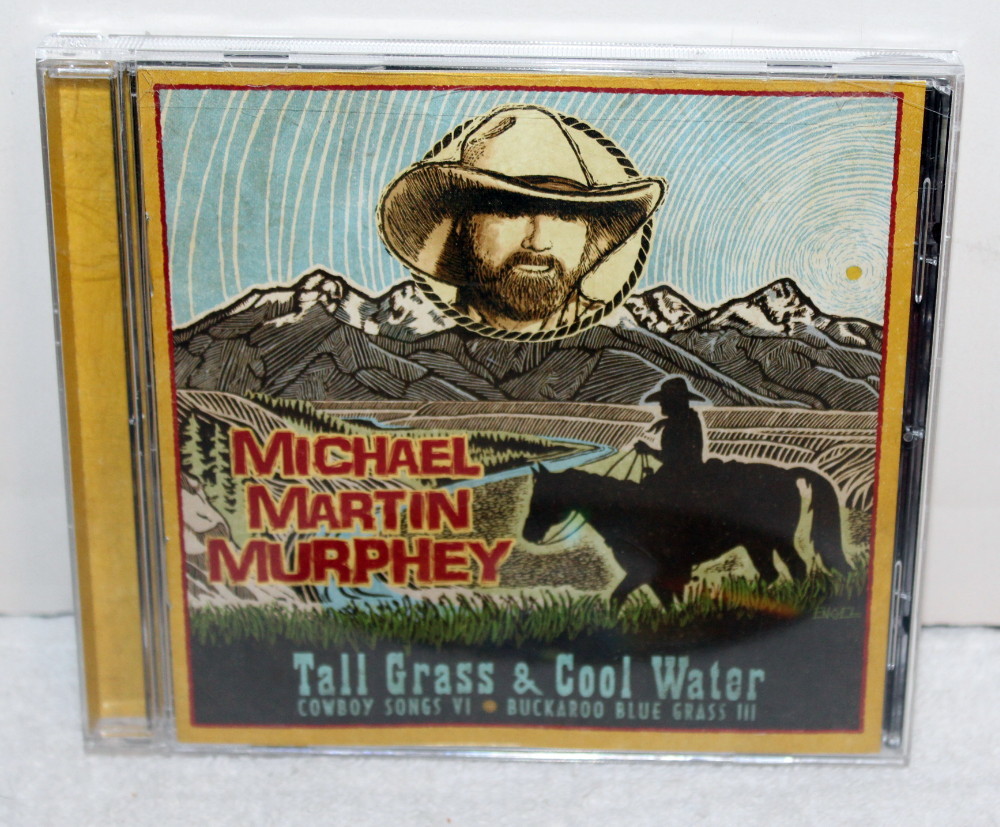 MICHAEL
MARTIN
MURPHEY
Tall Grass & Cool Water
COWBOY SONGS VI • BUCKAROO BLUE GRASS III